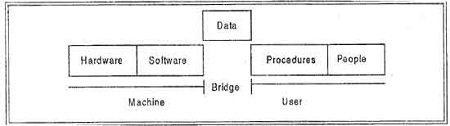 Data
Hardware Software Procedures People
Bridge
Machine User